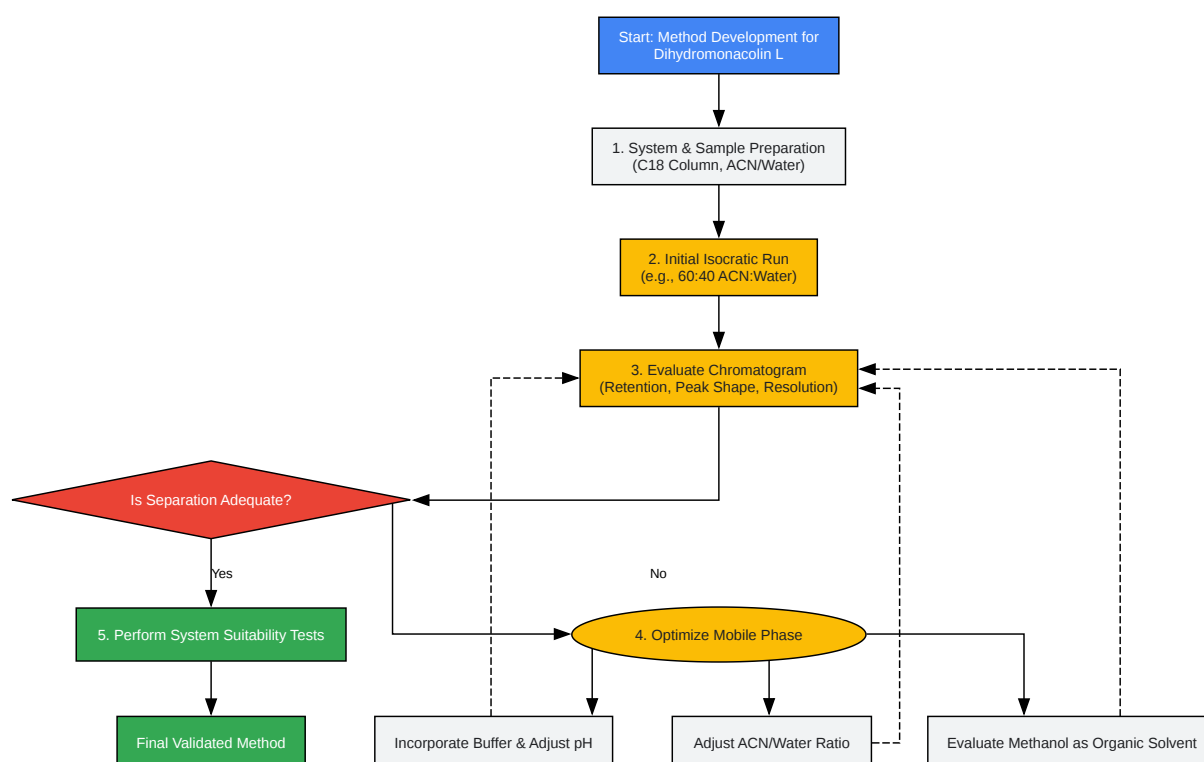 Start: Method Development for
Dihydromonacolin L
1. System & Sample Preparation
(C18 Column, ACN/Water)
2. Initial Isocratic Run
(e.g., 60:40 ACN:Water)
3. Evaluate Chromatogram
(Retention, Peak Shape, Resolution)
Is Separation Adequate?
Yes
No
5. Perform System Suitability Tests
4. Optimize Mobile Phase
Final Validated Method
Incorporate Buffer & Adjust pH
Adjust ACN/Water Ratio
Evaluate Methanol as Organic Solvent